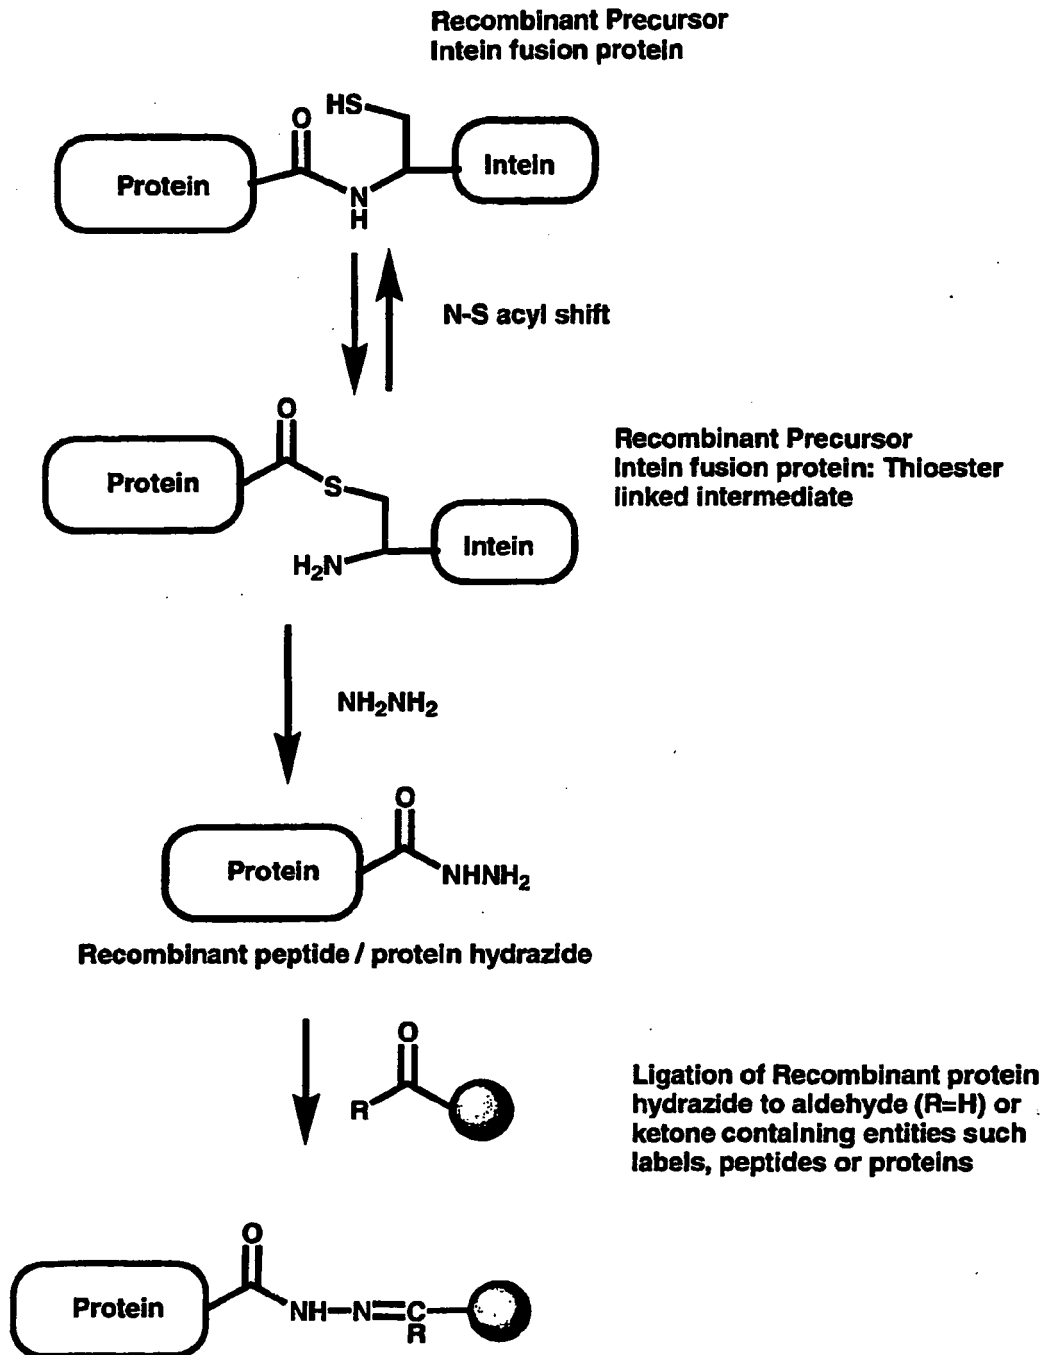 Recombinant Precursor
Intein fusion protein
HS
O
Protein
Intein
N
H
N-S acyl shift
O
Recombinant Precursor
Intein fusion protein: Thioester
linked intermediate
Protein
S
H₂N
Intein
NH₂NH₂
O
Protein
NHNH₂
Recombinant peptide / protein hydrazide
O
R
Ligation of Recombinant protein
hydrazide to aldehyde (R=H) or
ketone containing entities such
labels, peptides or proteins
O
Protein
NH–N=C
R